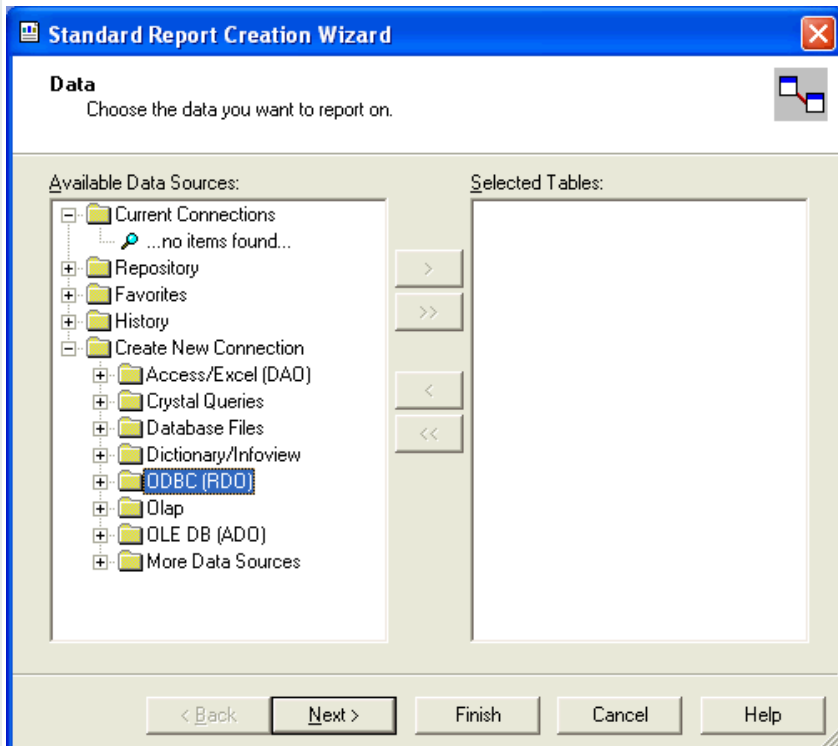 Standard Report Creation Wizard
Data
Choose the data you want to report on.
Available Data Sources:
Selected Tables:
Current Connections
...no items found...
Repository
Favorites
History
Create New Connection
Access/Excel (DAO)
Crystal Queries
Database Files
Dictionary/Infoview
ODBC (RDO)
Olap
OLE DB (ADO)
More Data Sources
>
>>
<
<<
< Back
Next >
Finish
Cancel
Help